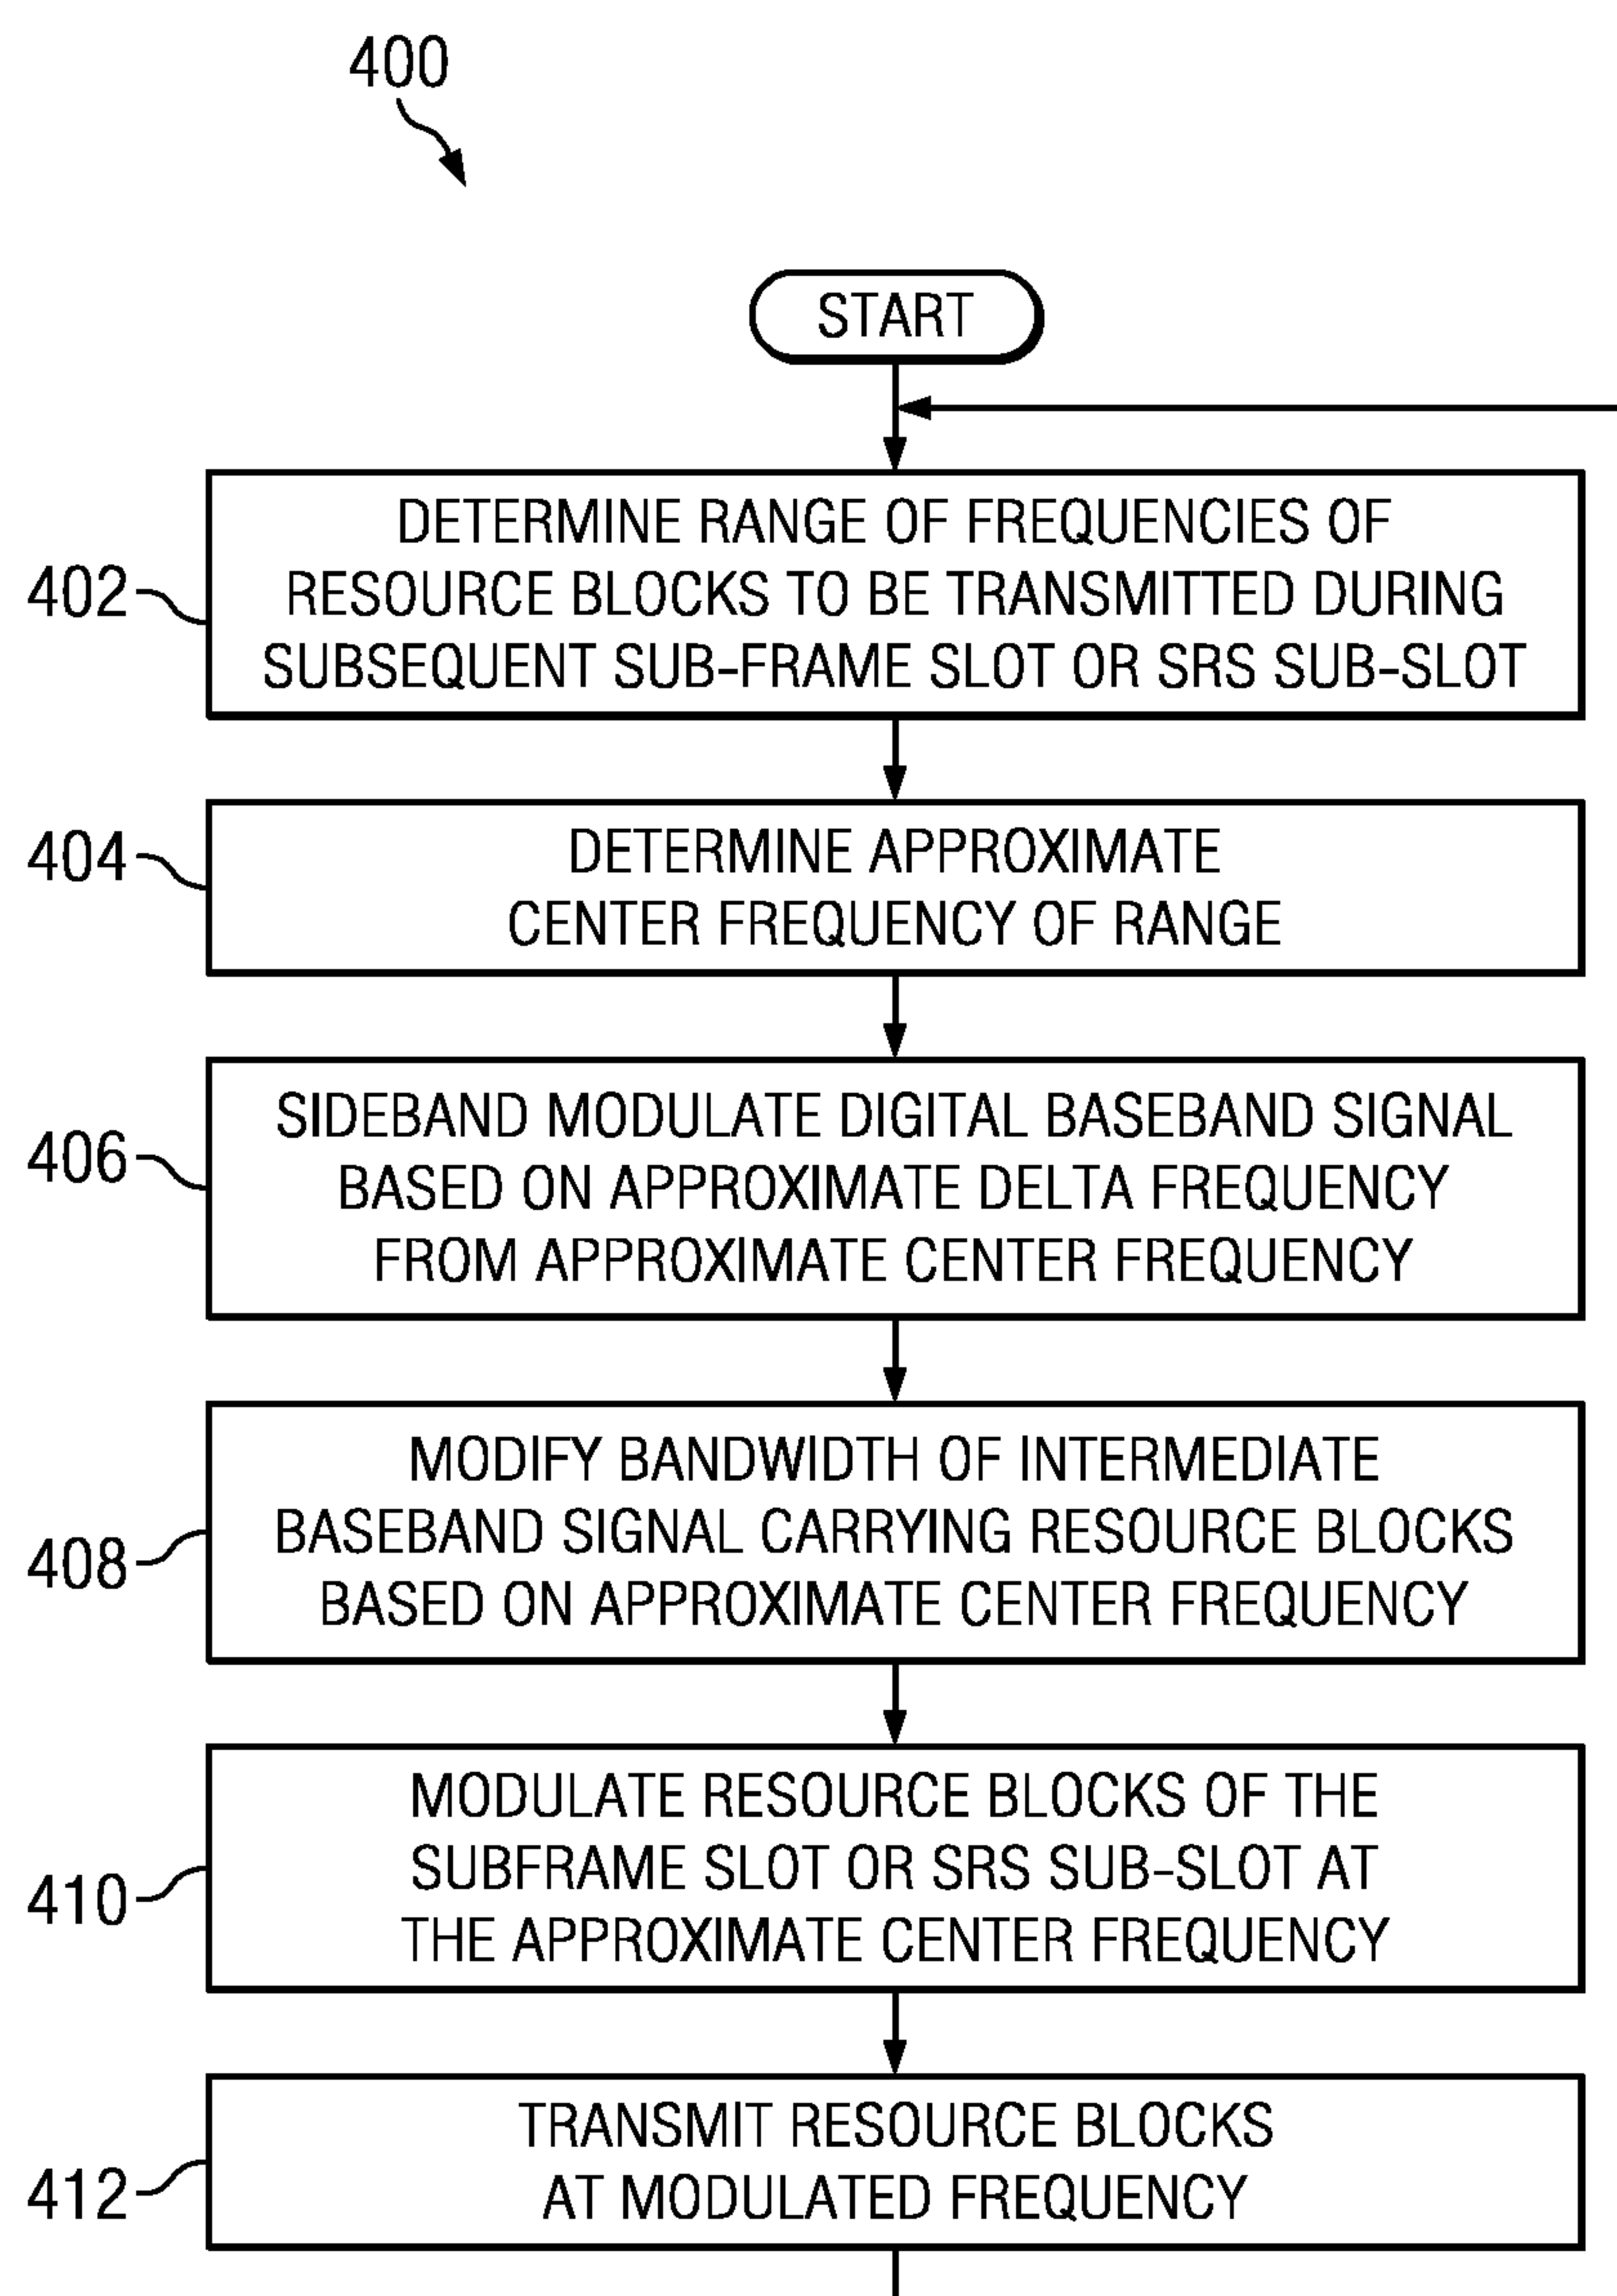 400
START
402
DETERMINE RANGE OF FREQUENCIES OF
RESOURCE BLOCKS TO BE TRANSMITTED DURING
SUBSEQUENT SUB-FRAME SLOT OR SRS SUB-SLOT
404
DETERMINE APPROXIMATE
CENTER FREQUENCY OF RANGE
406
SIDEBAND MODULATE DIGITAL BASEBAND SIGNAL
BASED ON APPROXIMATE DELTA FREQUENCY
FROM APPROXIMATE CENTER FREQUENCY
408
MODIFY BANDWIDTH OF INTERMEDIATE
BASEBAND SIGNAL CARRYING RESOURCE BLOCKS
BASED ON APPROXIMATE CENTER FREQUENCY
410
MODULATE RESOURCE BLOCKS OF THE
SUBFRAME SLOT OR SRS SUB-SLOT AT
THE APPROXIMATE CENTER FREQUENCY
412
TRANSMIT RESOURCE BLOCKS
AT MODULATED FREQUENCY